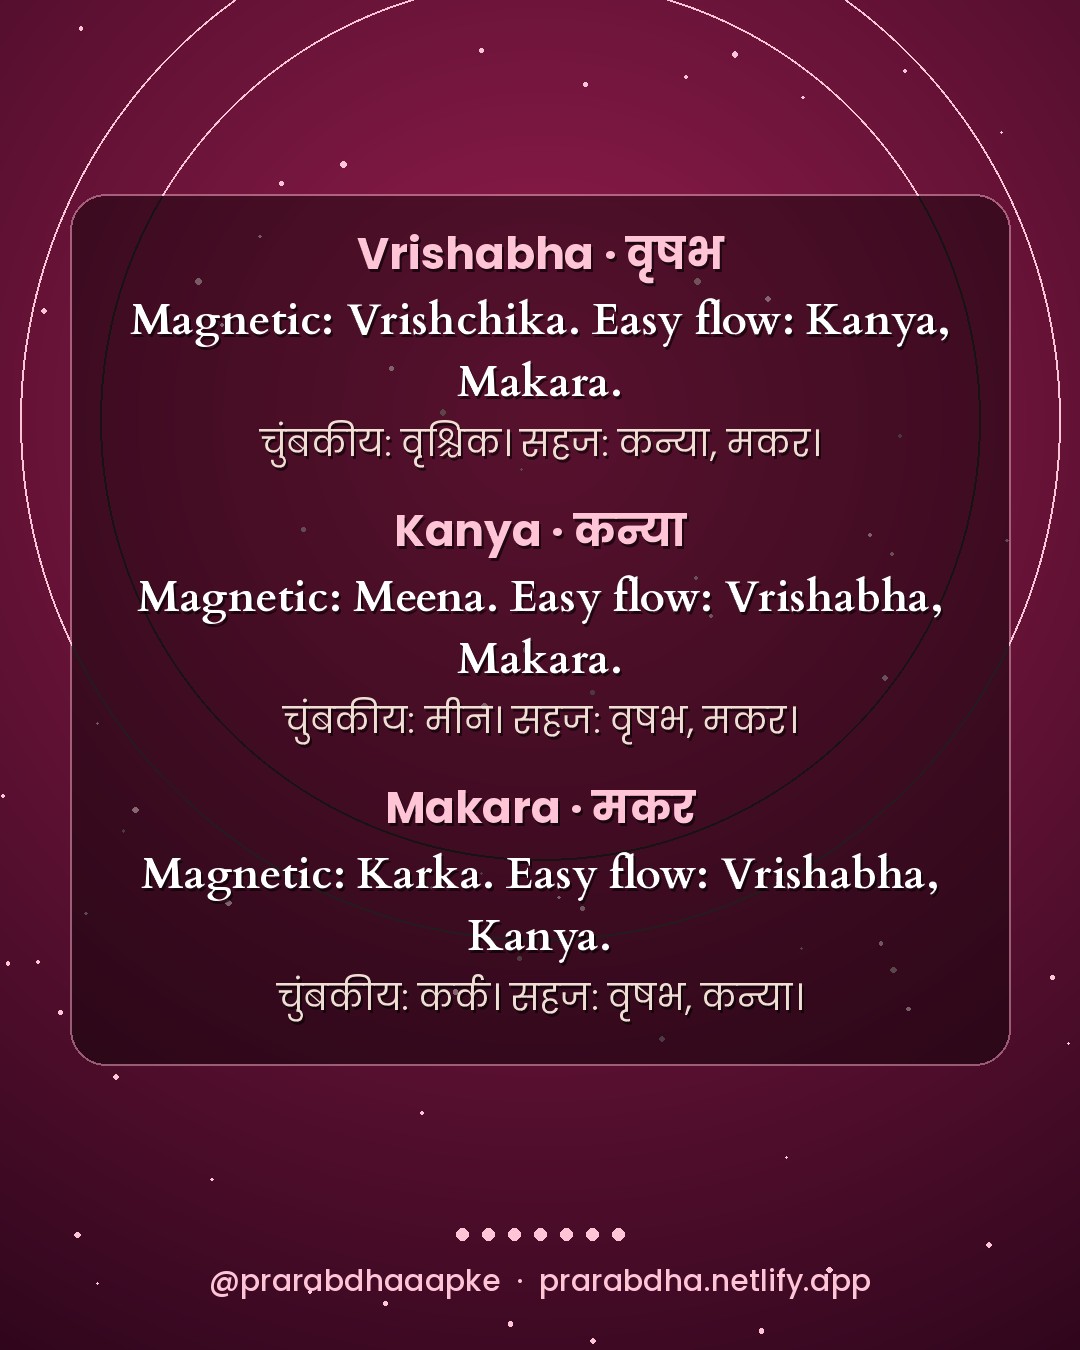 Vrishabha · वृषभ
Magnetic: Vrishchika. Easy flow: Kanya,
Makara.
चुंबकीय: वृश्चिक। सहज: कन्या, मकर।
Kanya · कन्या
Magnetic: Meena. Easy flow: Vrishabha,
Makara.
चुंबकीय: मीन। सहज: वृषभ, मकर।
Makara · मकर
Magnetic: Karka. Easy flow: Vrishabha,
Kanya.
चुंबकीय: कर्क। सहज: वृषभ, कन्या।
@prarabdhaaapke · prarabdha.netlify.app